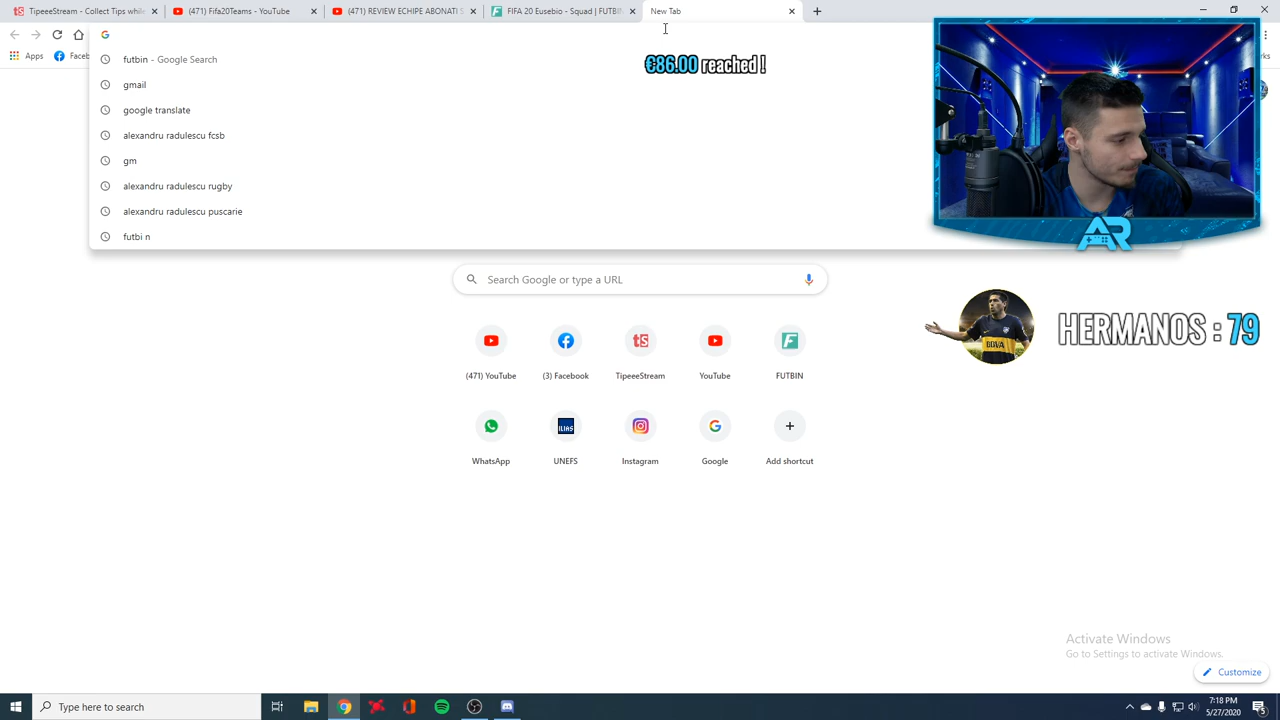 TipeeeStream - Collect Tips while
(471) Fifa20Teams - YouTube
(471) REVIEW ECHIPE ABONATI S
FIFA 20 Eusebio - Squad | FUTBIN
New Tab
€86.00 reached !
Apps
Faceb
futbin - Google Search
gmail
google translate
alexandru radulescu fcsb
gm
alexandru radulescu rugby
alexandru radulescu puscarie
futbi n
AR
Search Google or type a URL
HERMANOS : 79
(471) YouTube
(3) Facebook
TipeeeStream
YouTube
FUTBIN
WhatsApp
UNEFS
Instagram
Google
Add shortcut
Activate Windows
Go to Settings to activate Windows.
Customize
Type here to search
7:18 PM
5/27/2020